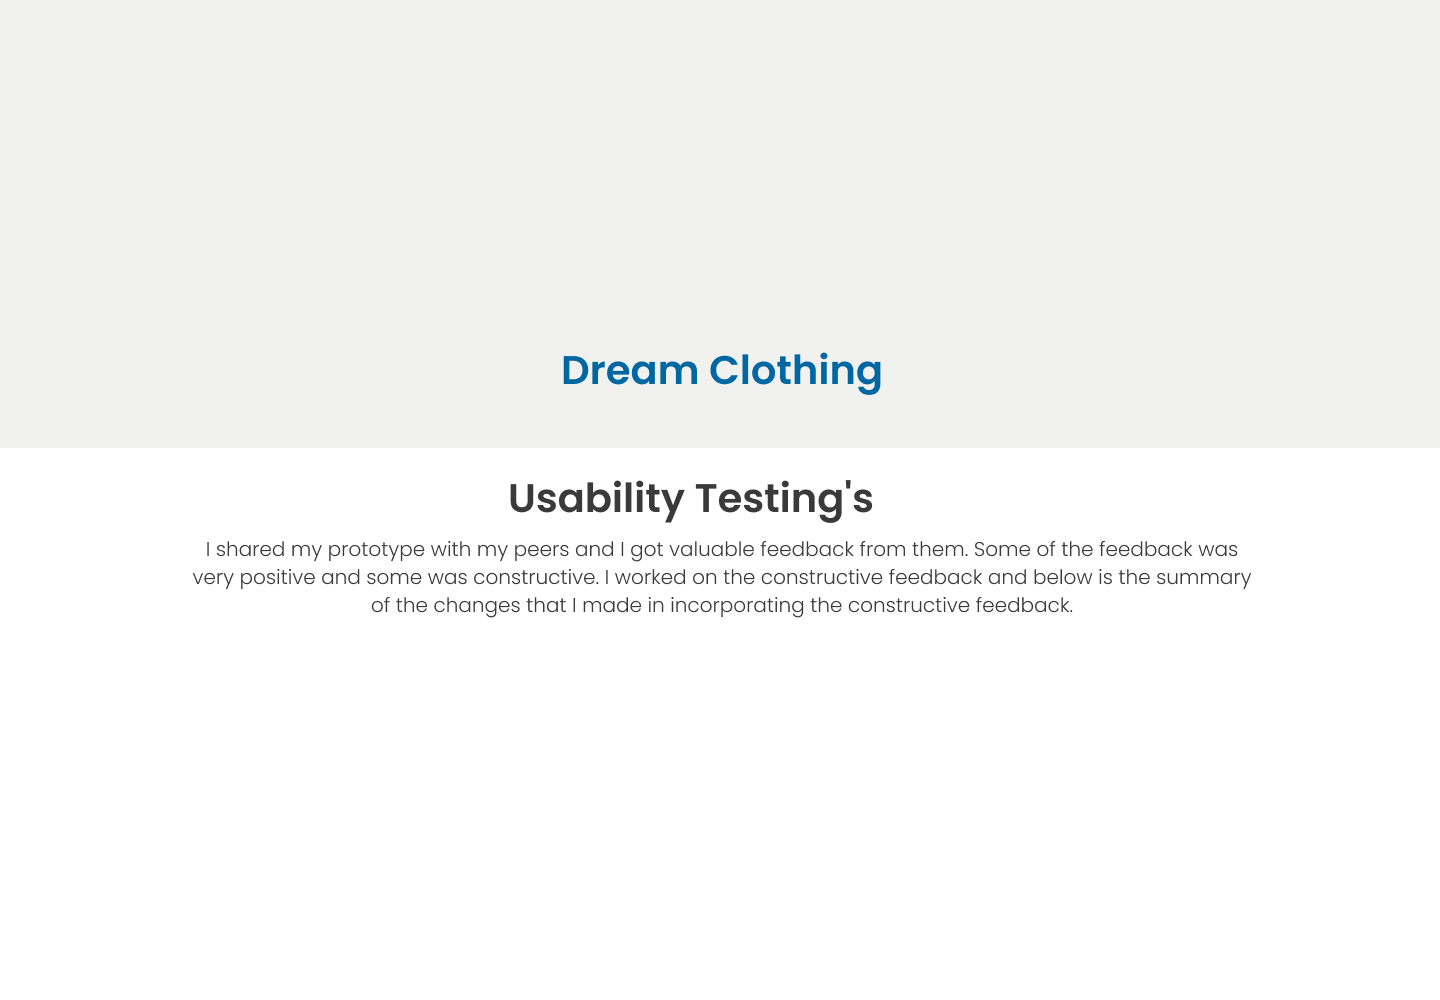 Dream Clothing
Usability Testing's
I shared my prototype with my peers and I got valuable feedback from them. Some of the feedback was
very positive and some was constructive. I worked on the constructive feedback and below is the summary
of the changes that I made in incorporating the constructive feedback.